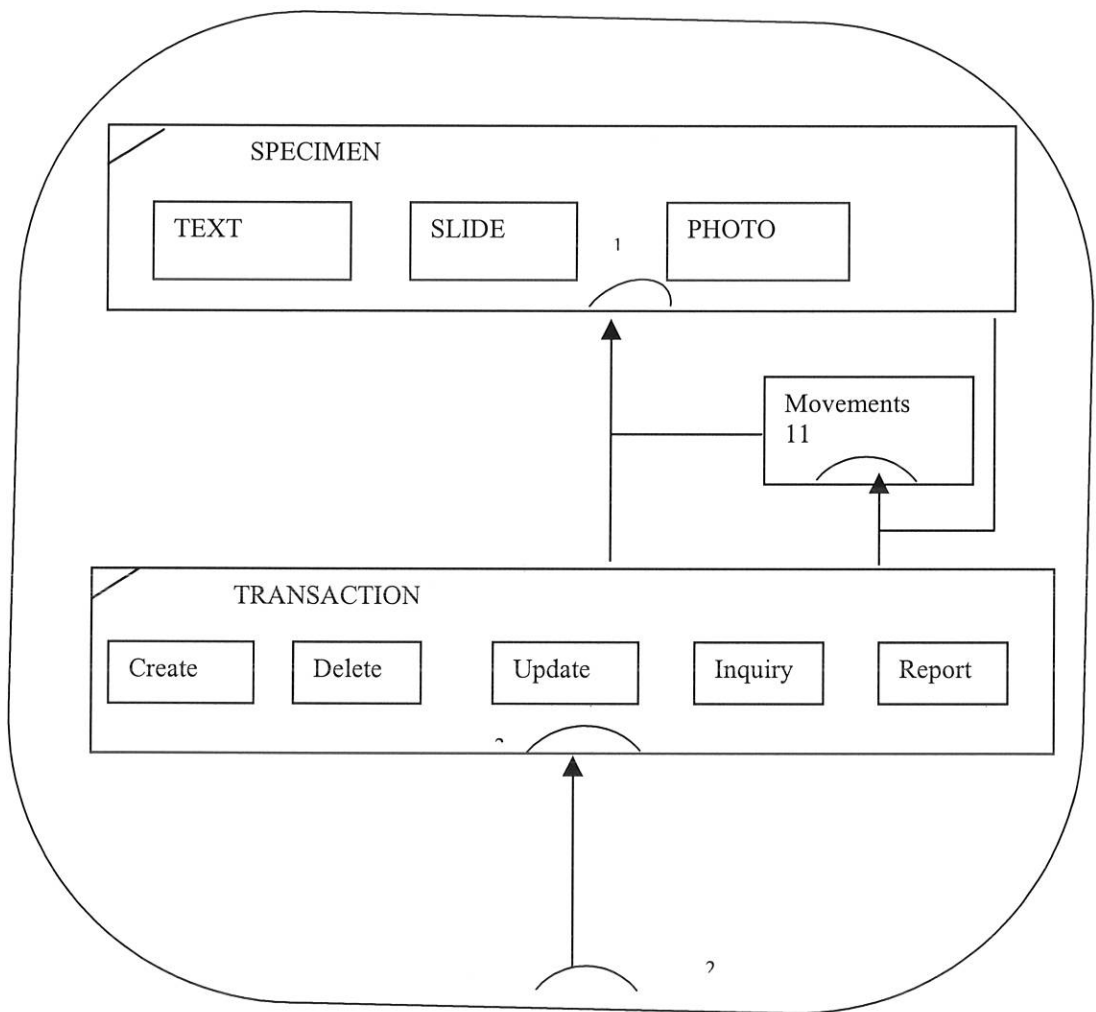 SPECIMEN
TEXT
SLIDE
PHOTO
1
Movements
11
TRANSACTION
Create
Delete
Update
Inquiry
Report
2